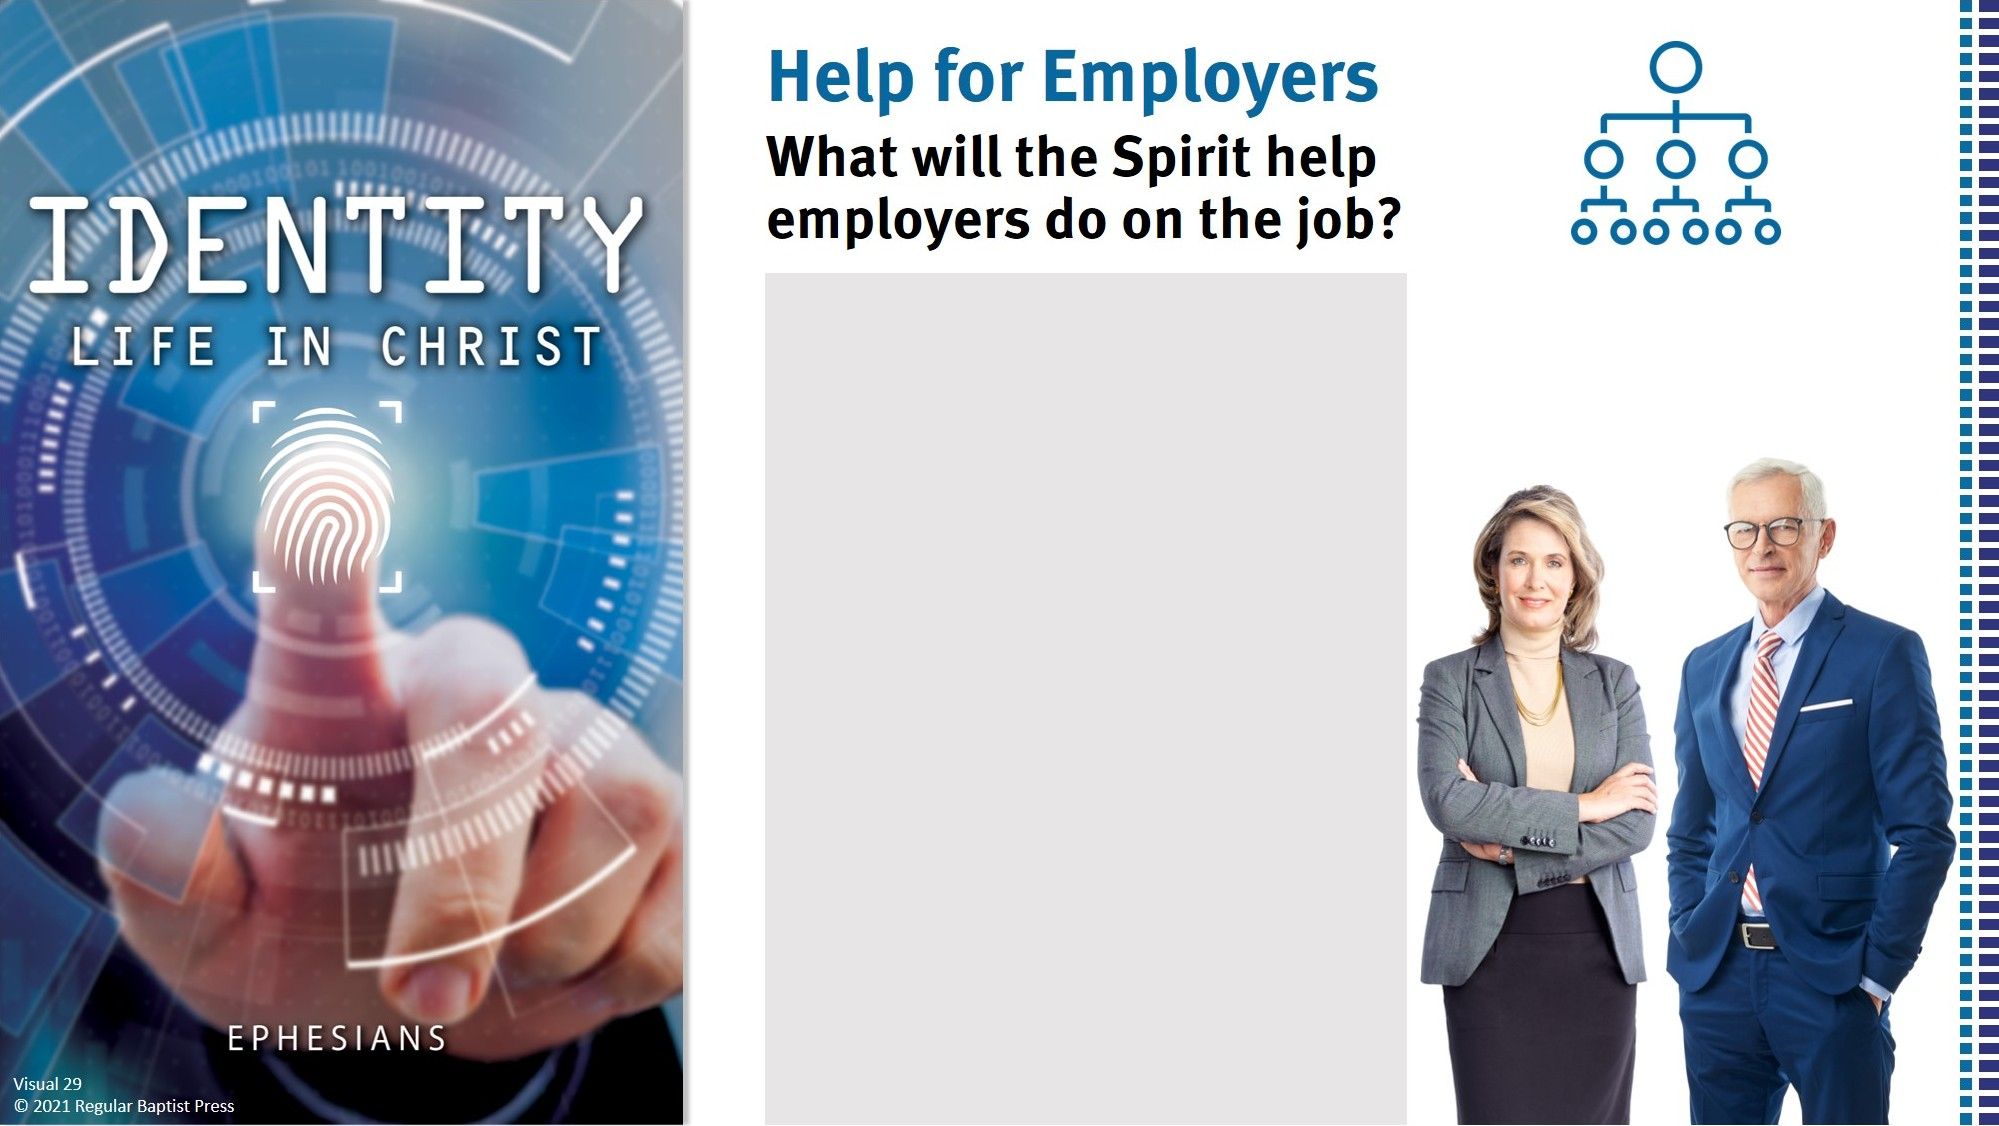 IDENTITY
LIFE IN CHRIST
EPHESIANS
Visual 29
© 2021 Regular Baptist Press
Help for Employers
What will the Spirit help
employers do on the job?